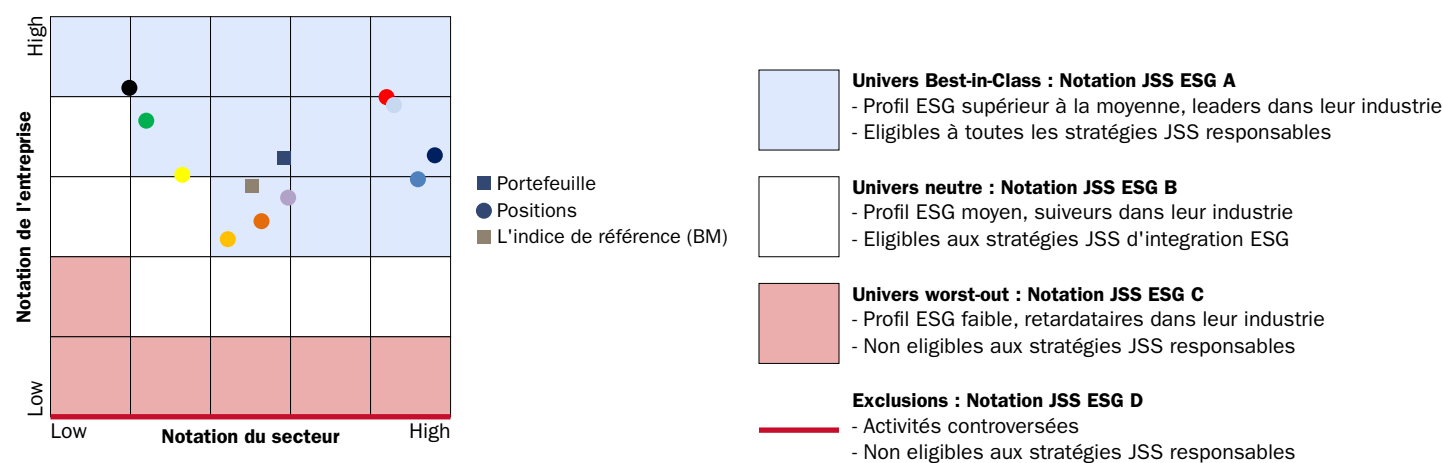 High
Notation de l'entreprise
Low
Low
Notation du secteur
High
Portefeuille
Positions
L'indice de référence (BM)
Univers Best-in-Class : Notation JSS ESG A
- Profil ESG supérieur à la moyenne, leaders dans leur industrie
- Eligibles à toutes les stratégies JSS responsables
Univers neutre : Notation JSS ESG B
- Profil ESG moyen, suiveurs dans leur industrie
- Eligibles aux stratégies JSS d'integration ESG
Univers worst-out : Notation JSS ESG C
- Profil ESG faible, retardataires dans leur industrie
- Non eligibles aux stratégies JSS responsables
Exclusions : Notation JSS ESG D
- Activités controversées
- Non eligibles aux stratégies JSS responsables